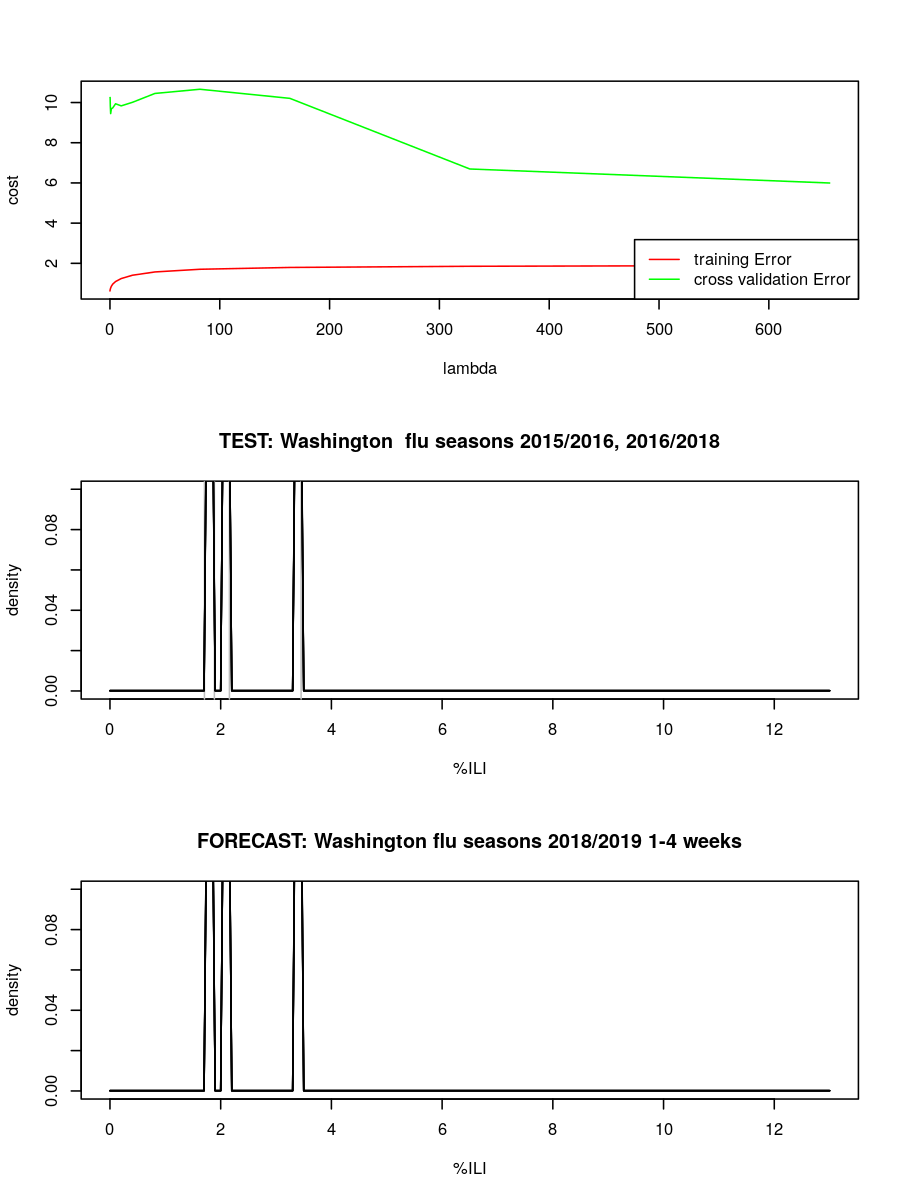 10
8
6
4
2
cost
training Error
cross validation Error
0 100 200 300 400 500 600
lambda
TEST: Washington  flu seasons 2015/2016, 2016/2018
0.08
0.04
0.00
density
0 2 4 6 8 10 12
%ILI
FORECAST: Washington flu seasons 2018/2019 1-4 weeks
0.08
0.04
0.00
density
0 2 4 6 8 10 12
%ILI